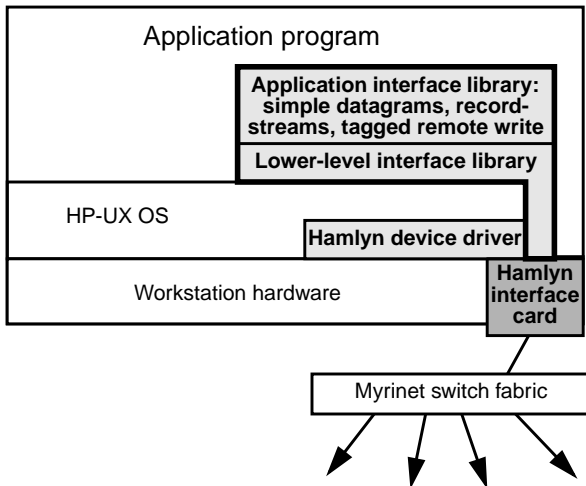 Application program
Application interface library:
simple datagrams, record-
streams, tagged remote write
Lower-level interface library
HP-UX OS
Hamlyn device driver
Workstation hardware
Hamlyn
interface
card
Myrinet switch fabric